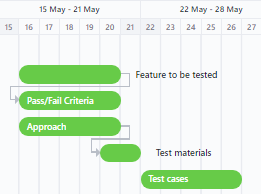 15 May - 21 May 22 May - 28 May
15 16 17 18 19 20 21 22 23 24 25 26 27
Feature to be tested
Pass/Fail Criteria
Approach
Test materials
Test cases